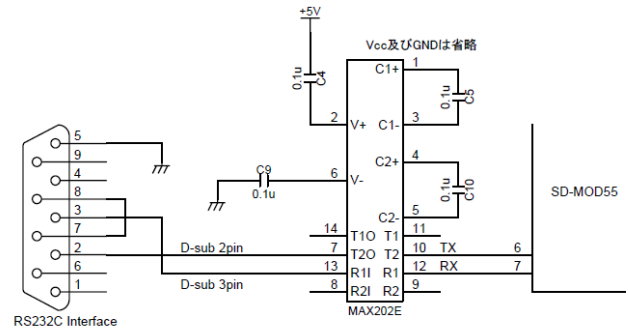 +5V
Vcc及びGNDは省略
0.1u
C4
C1+
1
0.1u
C5
2
V+
C1-
3
C2+
4
C9
0.1u
6
V-
0.1u
C10
C2-
5
SD-MOD55
5
9
4
8
3
7
2
6
1
14
T1O
T1
11
D-sub 2pin
7
T2O
T2
10
TX
6
13
R1I
R1
12
RX
7
D-sub 3pin
8
R2I
R2
9
MAX202E
RS232C Interface